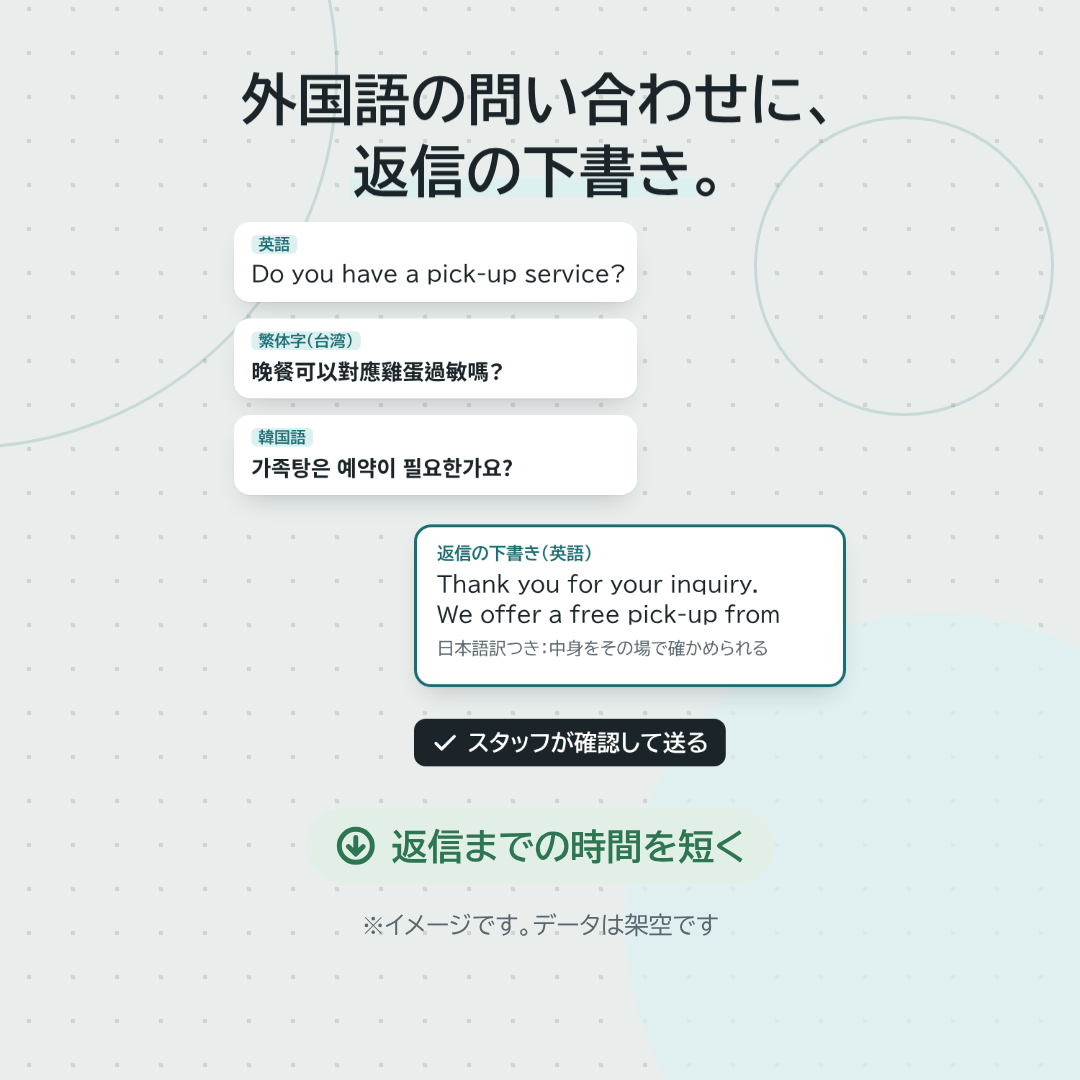 外国語の問い合わせに、
返信の下書き。
英語
Do you have a pick-up service?
繁体字（台湾）
晩餐可以對應雞蛋過敏嗎？
韓国語
가족탕은 예약이 필요한가요?
返信の下書き（英語）
Thank you for your inquiry.
We offer a free pick-up from
日本語訳つき：中身をその場で確かめられる
スタッフが確認して送る
返信までの時間を短く
※イメージです。データは架空です